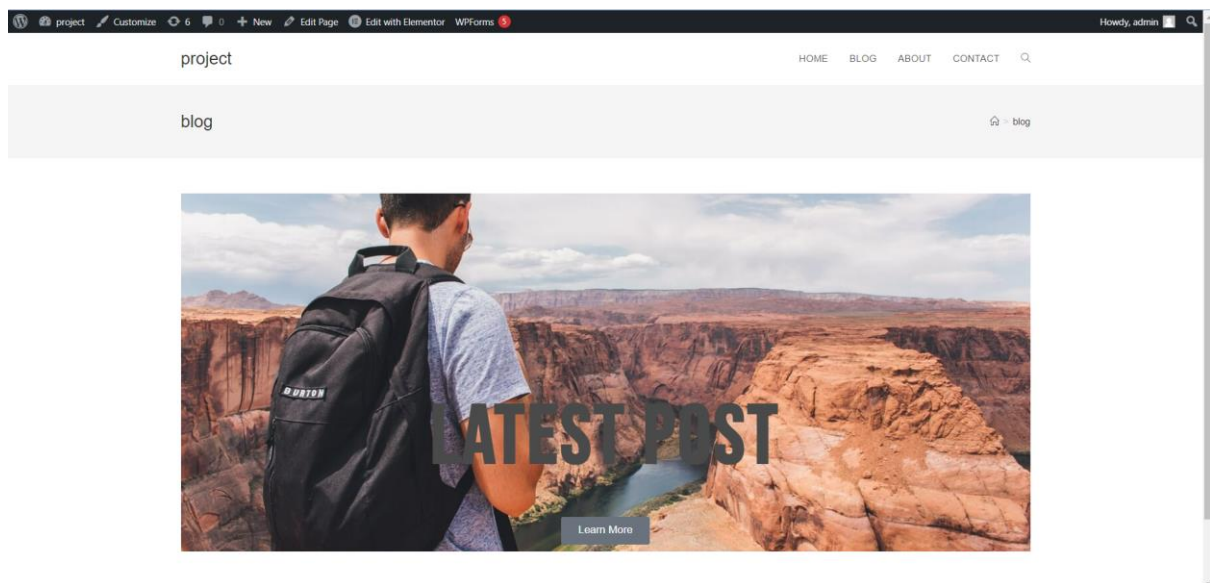 project Customize 6 0 New Edit Page Edit with Elementor WPForms 5 Howdy, admin
project HOME BLOG ABOUT CONTACT
blog > blog
BURTON
LATEST POST
Learn More